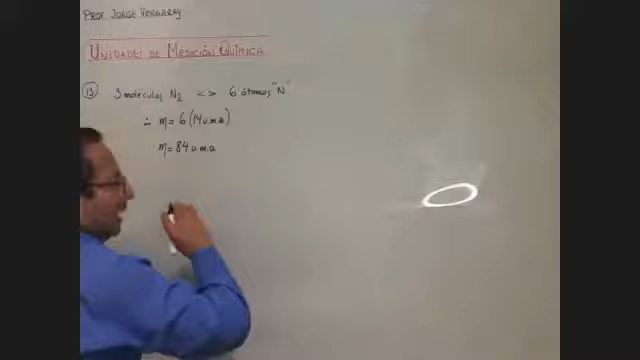 PROF. JORGE VERGARAY
UNIDADES DE MEDICIÓN QUÍMICA
13 3 moléculas N₂ <> 6 átomos "N"
∴ m = 6 (14 u.m.a)
m = 84 u.m.a